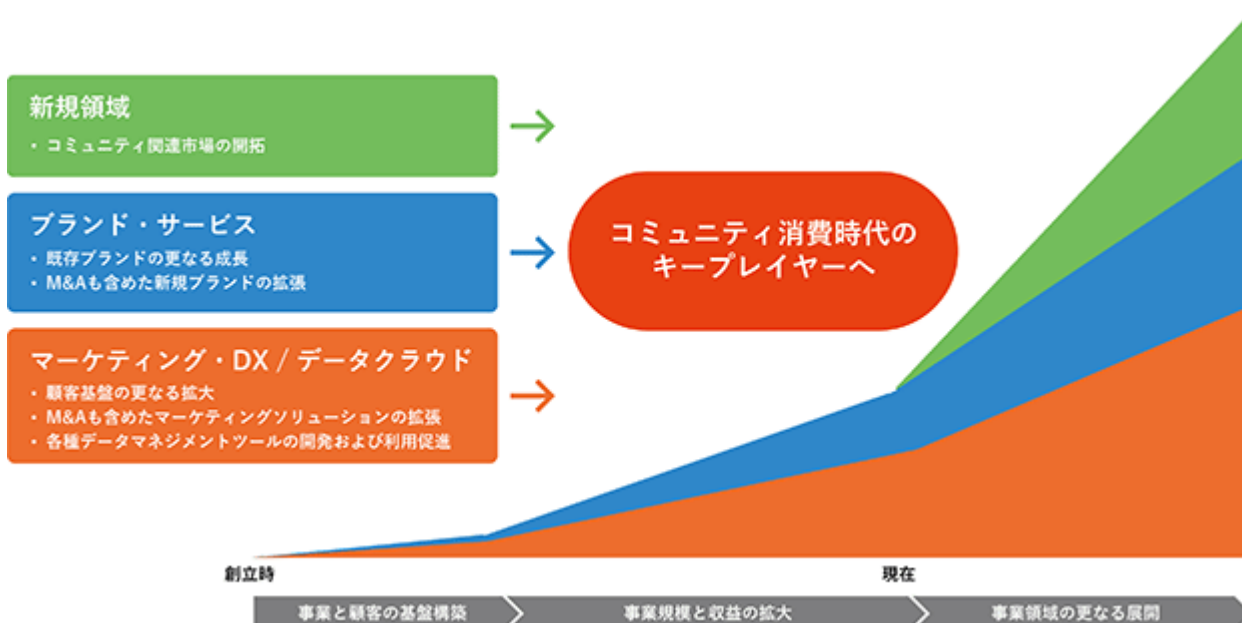 新規領域
・コミュニティ関連市場の開拓
ブランド・サービス
・既存ブランドの更なる成長
・M&Aも含めた新規ブランドの拡張
マーケティング・DX / データクラウド
・顧客基盤の更なる拡大
・M&Aも含めたマーケティングソリューションの拡張
・各種データマネジメントツールの開発および利用促進
コミュニティ消費時代の
キープレイヤーへ
創立時
現在
事業と顧客の基盤構築
事業規模と収益の拡大
事業領域の更なる展開